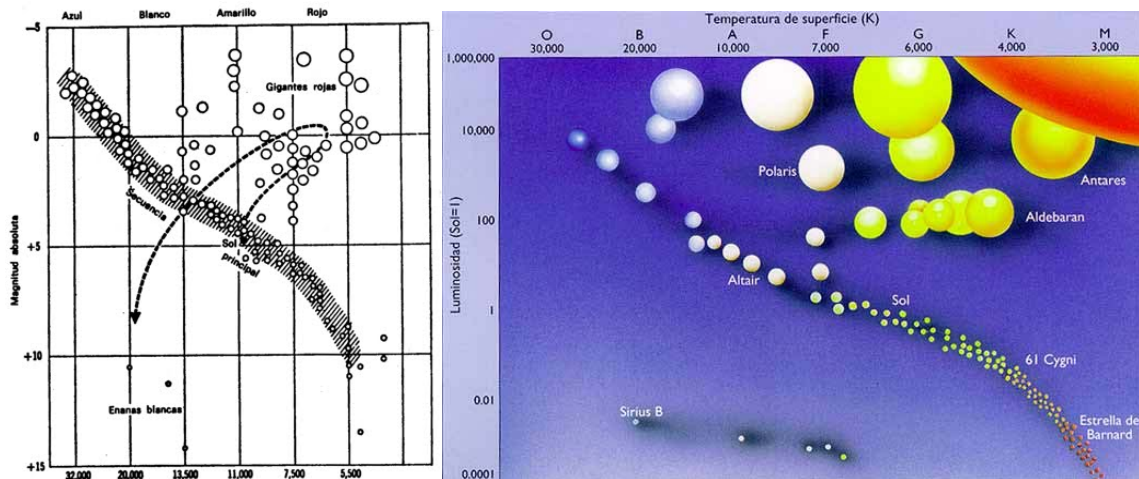 Azul Blanco Amarillo Rojo
Magnitud absoluta
−5
0
+5
+10
+15
Gigantes rojas
Secuencia
Sol
principal
Enanas blancas
32,000 20,000 13,500 11,000 7,500 5,500
Temperatura de superficie (K)
O B A F G K M
30,000 20,000 10,000 7,000 6,000 4,000 3,000
Luminosidad (Sol=1)
1,000,000
10,000
100
1
0.01
0.0001
Polaris
Antares
Aldebaran
Altair
Sol
61 Cygni
Sirius B
Estrella de
Barnard